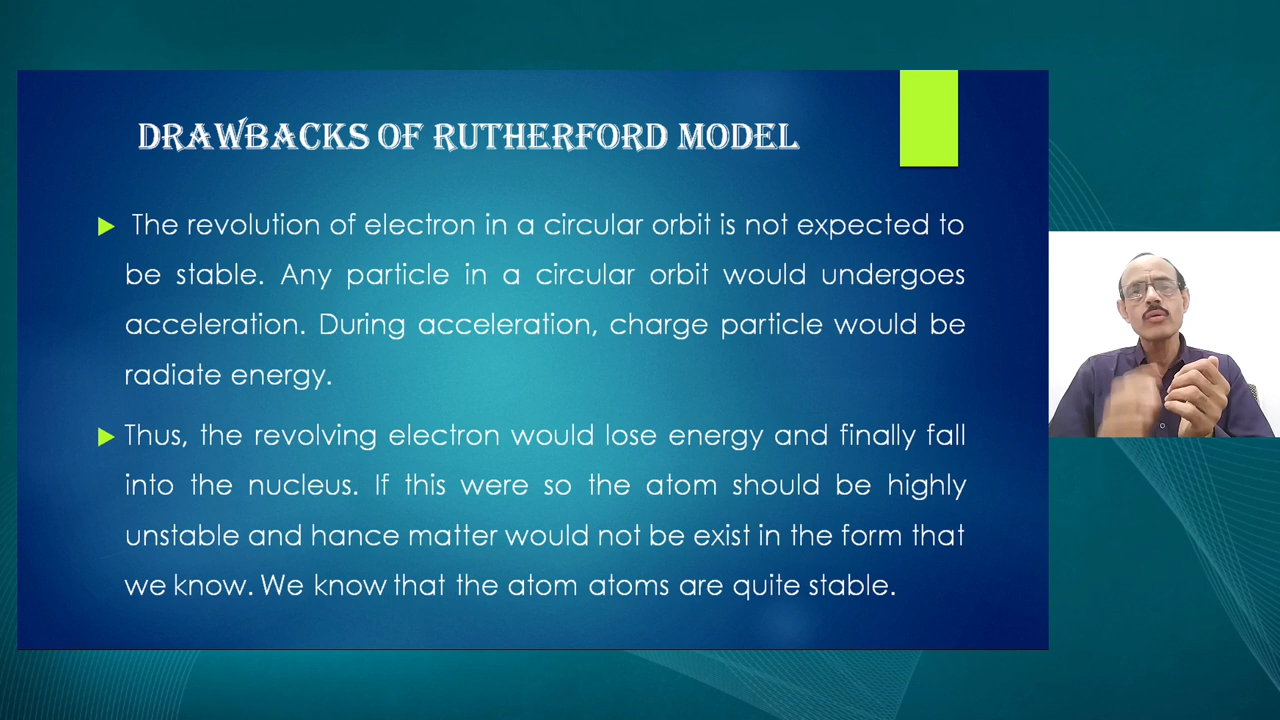 DRAWBACKS OF RUTHERFORD MODEL
The revolution of electron in a circular orbit is not expected to
be stable. Any particle in a circular orbit would undergoes
acceleration. During acceleration, charge particle would be
radiate energy.
Thus, the revolving electron would lose energy and finally fall
into the nucleus. If this were so the atom should be highly
unstable and hance matter would not be exist in the form that
we know. We know that the atom atoms are quite stable.